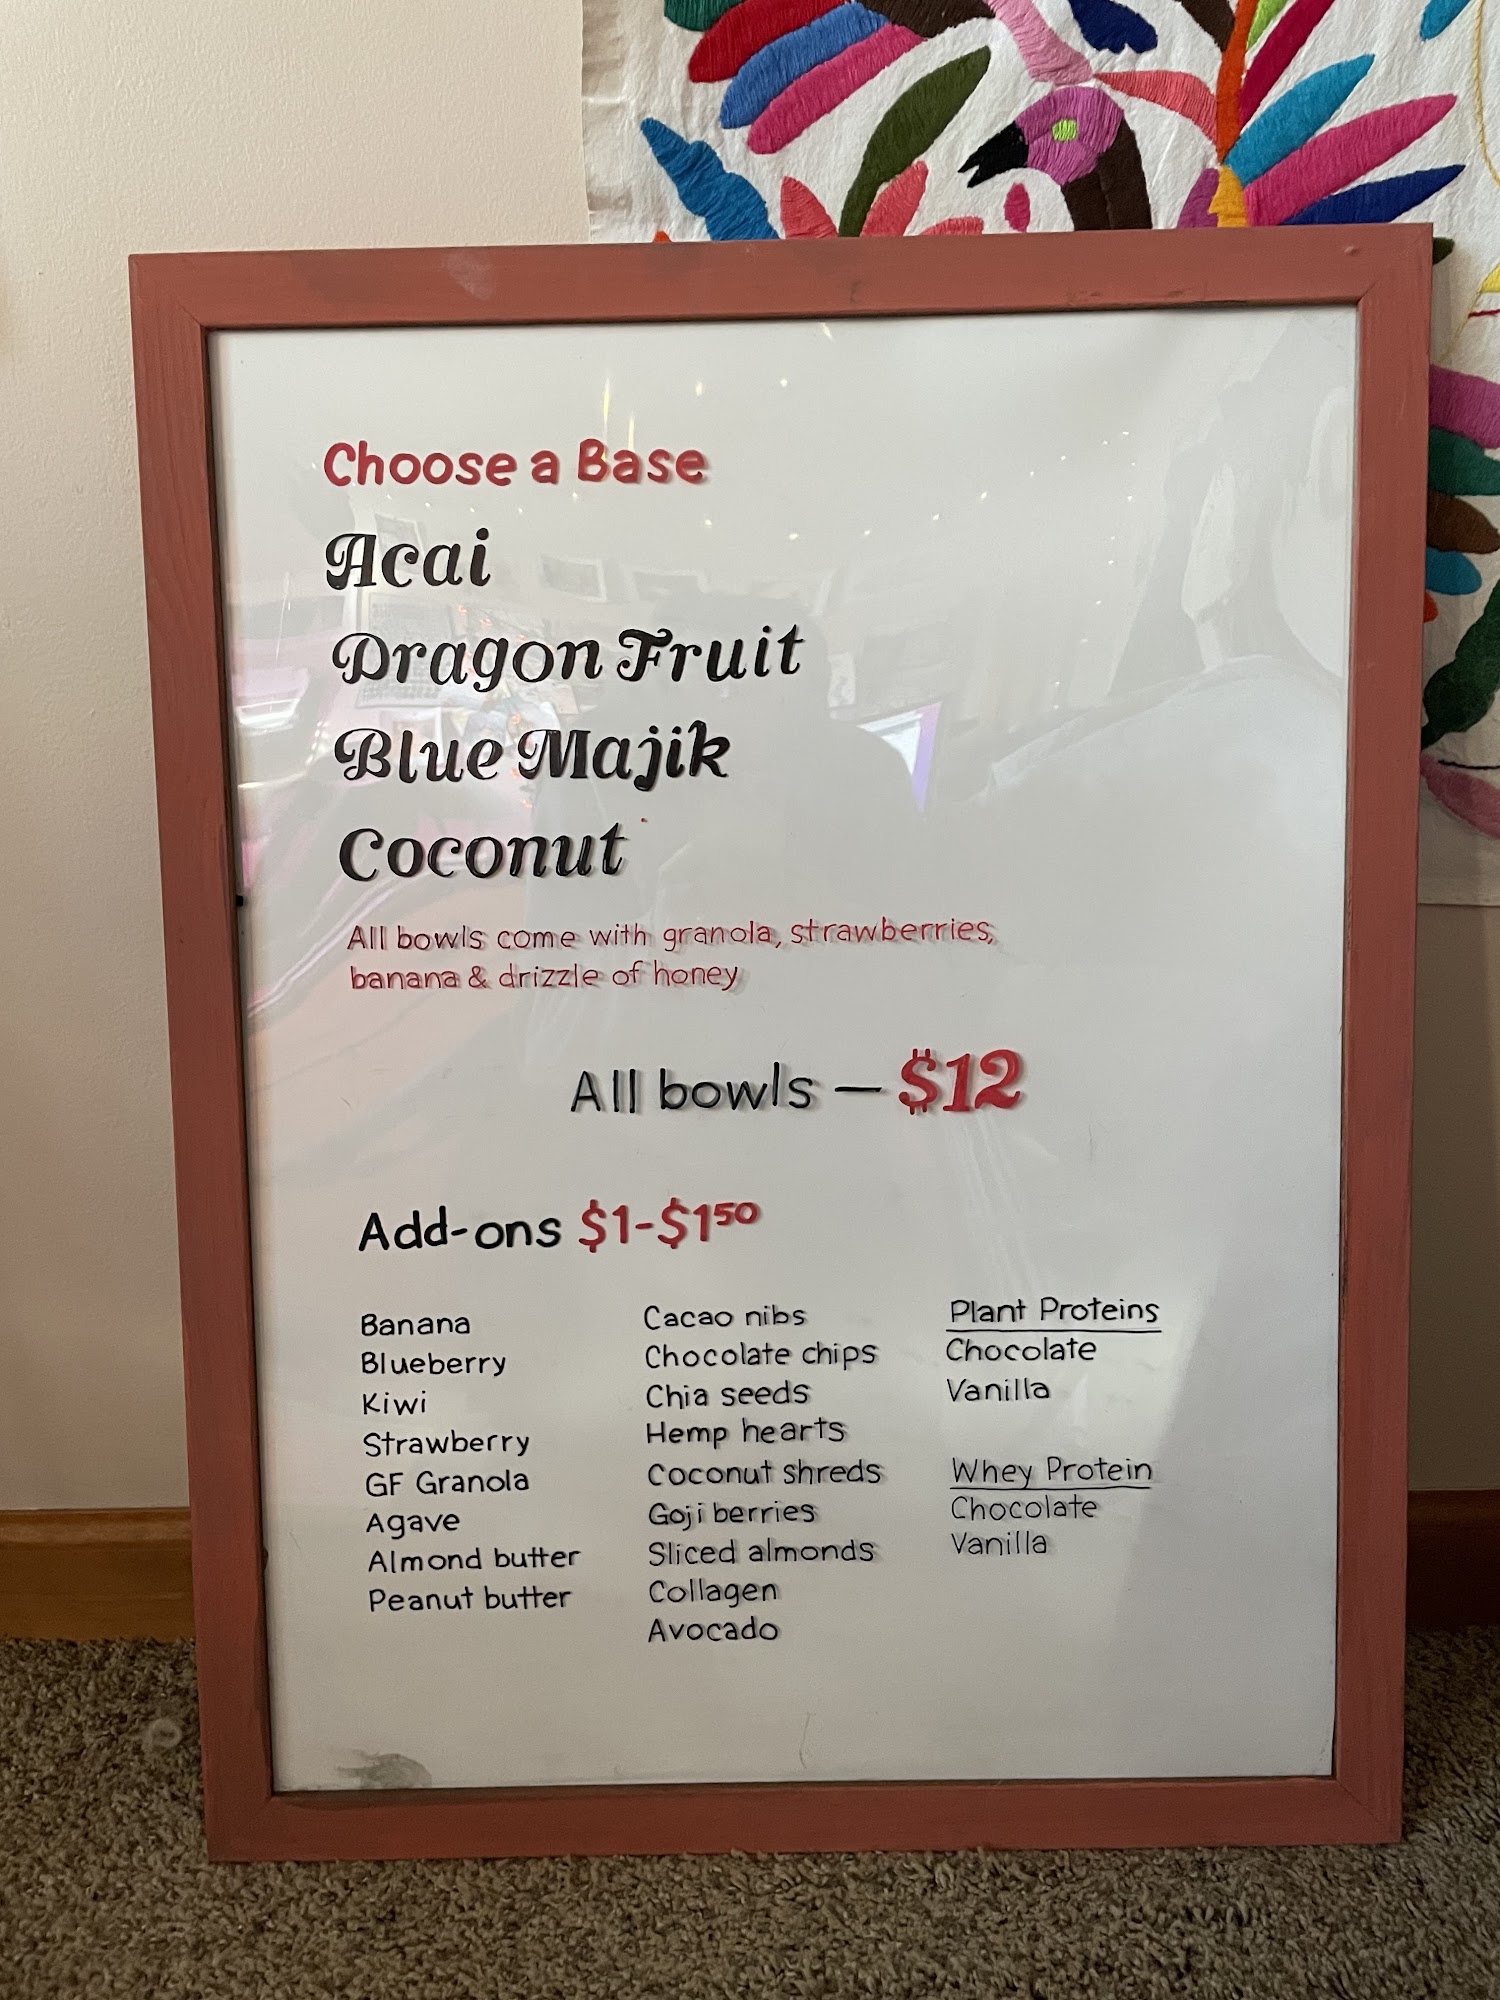 Choose a Base
Acai
Dragon Fruit
Blue Majik
Coconut
All bowls come with granola, strawberries,
banana & drizzle of honey
All bowls — $12
Add-ons $1-$1⁵⁰
Banana
Blueberry
Kiwi
Strawberry
GF Granola
Agave
Almond butter
Peanut butter
Cacao nibs
Chocolate chips
Chia seeds
Hemp hearts
Coconut shreds
Goji berries
Sliced almonds
Collagen
Avocado
Plant Proteins
Chocolate
Vanilla
Whey Protein
Chocolate
Vanilla